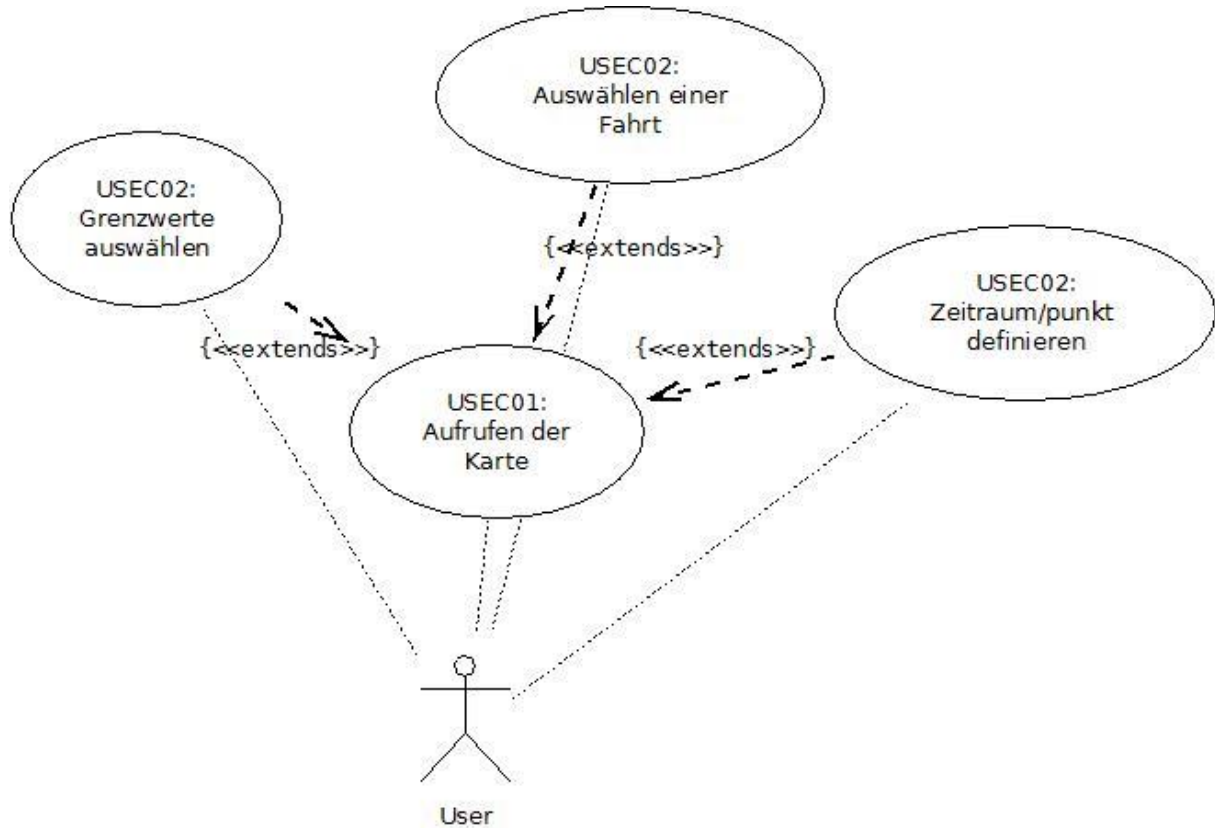 USEC02:
Auswählen einer
Fahrt
USEC02:
Grenzwerte
auswählen
{<<extends>>}
USEC02:
Zeitraum/punkt
definieren
{<<extends>>}
{<<extends>>}
USEC01:
Aufrufen der
Karte
User